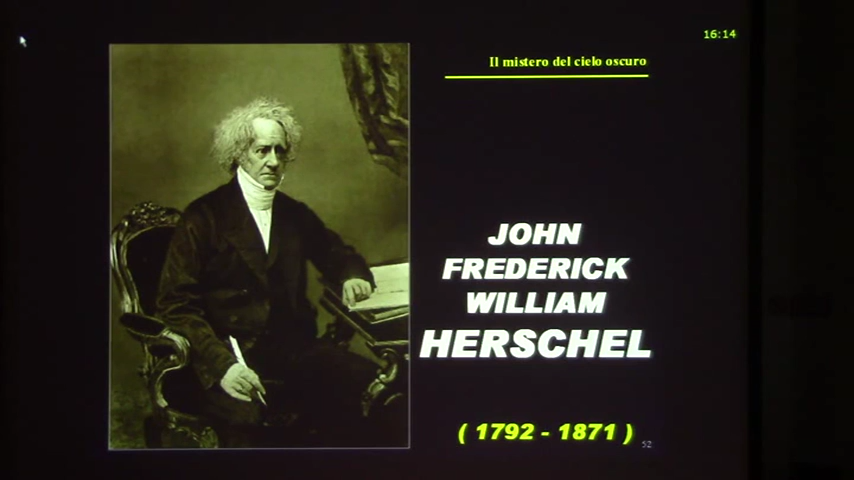 16:14
Il mistero del cielo oscuro
JOHN
FREDERICK
WILLIAM
HERSCHEL
( 1792 - 1871 )
52